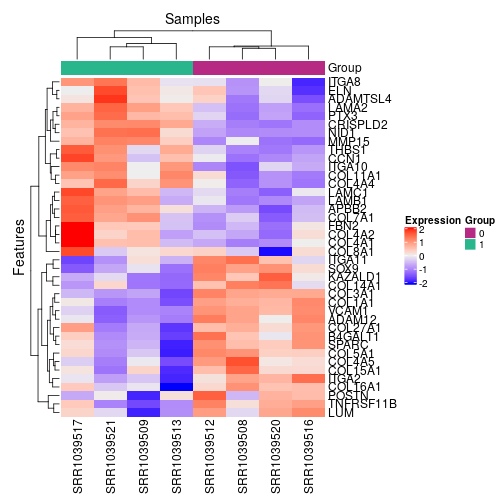 Samples
Group
ITGA8
ELN
ADAMTSL4
LAMA2
PTX3
CRISPLD2
NID1
MMP15
THBS1
CCN1
ITGA10
COL11A1
COL4A4
LAMC1
LAMB1
APBB2
COL7A1
FBN2
COL4A2
COL4A1
COL8A1
ITGA11
SOX9
KAZALD1
COL14A1
COL3A1
COL1A1
VCAM1
ADAM12
COL27A1
B4GALT1
SPARC
COL5A1
COL4A5
COL15A1
ITGA2
COL16A1
POSTN
TNFRSF11B
LUM
Features
Expression
2
1
0
-1
-2
Group
0
1
SRR1039517
SRR1039521
SRR1039509
SRR1039513
SRR1039512
SRR1039508
SRR1039520
SRR1039516